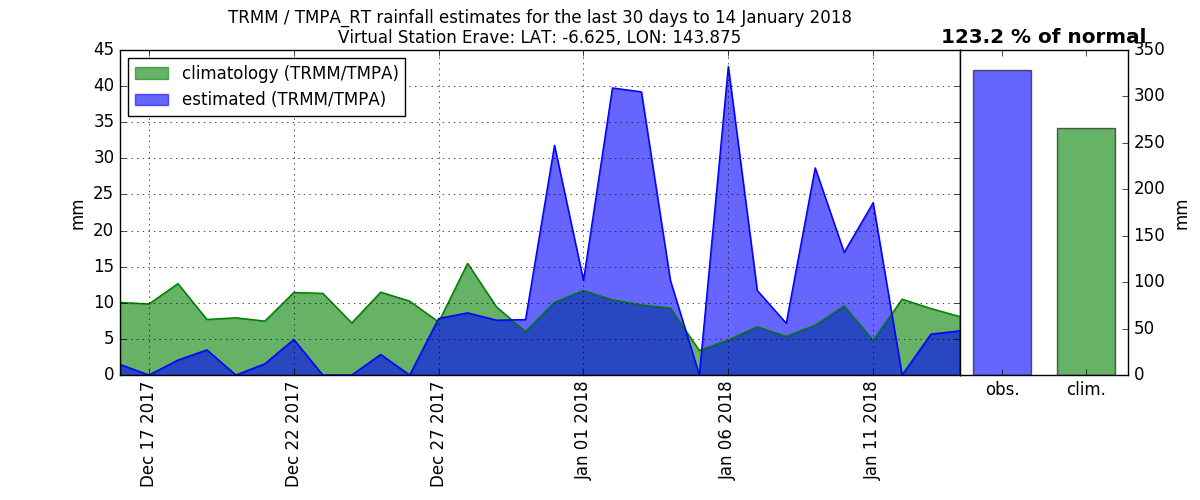 TRMM / TMPA_RT rainfall estimates for the last 30 days to 14 January 2018
Virtual Station Erave: LAT: -6.625, LON: 143.875
123.2 % of normal
climatology (TRMM/TMPA)
estimated (TRMM/TMPA)
45
40
35
30
25
20
15
10
5
0
mm
Dec 17 2017
Dec 22 2017
Dec 27 2017
Jan 01 2018
Jan 06 2018
Jan 11 2018
obs.
clim.
350
300
250
200
150
100
50
0
mm